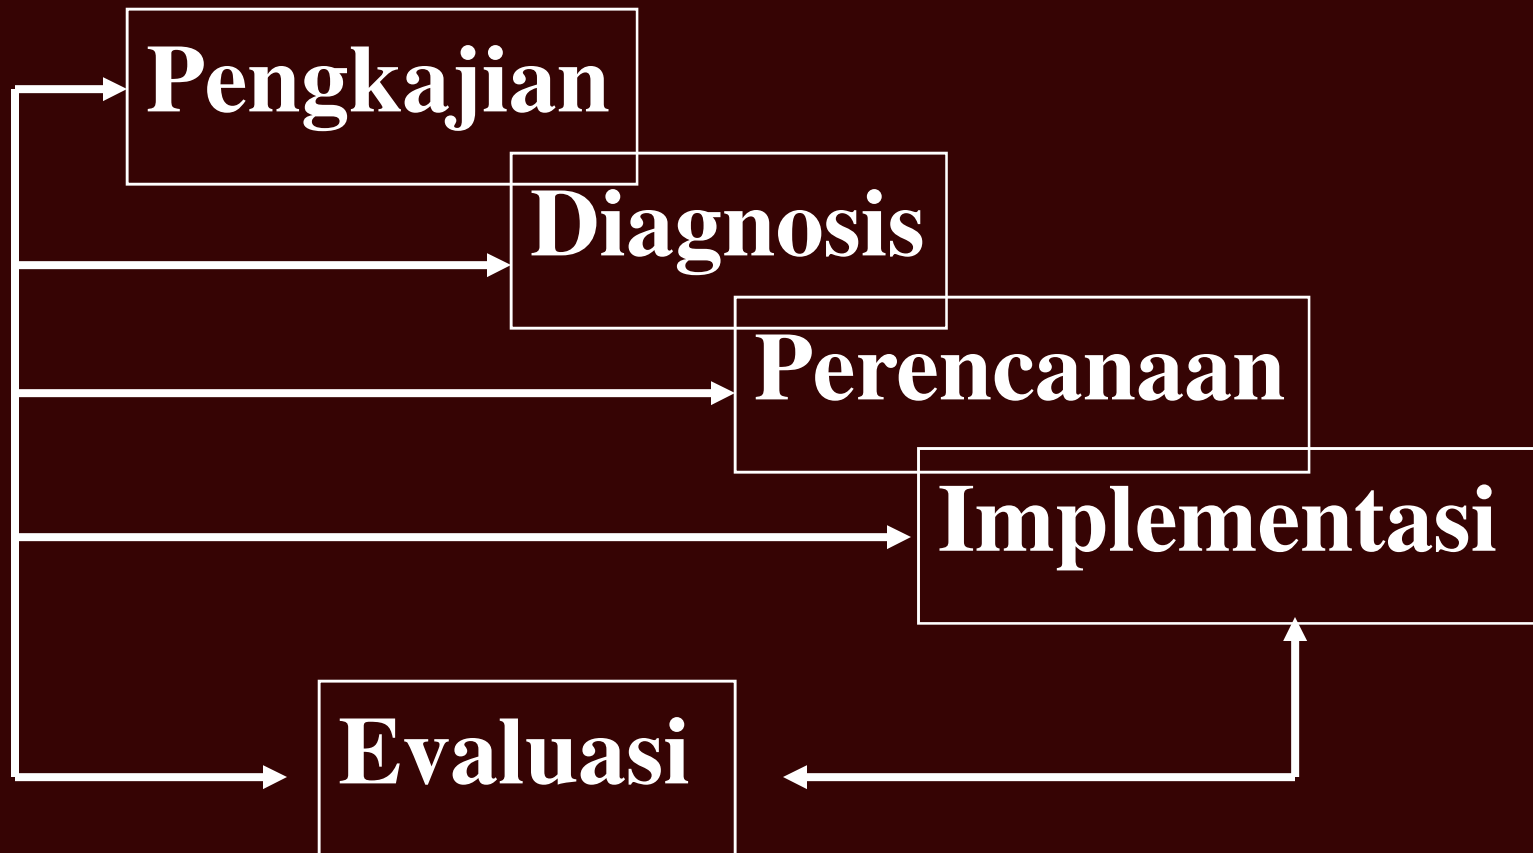 Pengkajian
Diagnosis
Perencanaan
Implementasi
Evaluasi